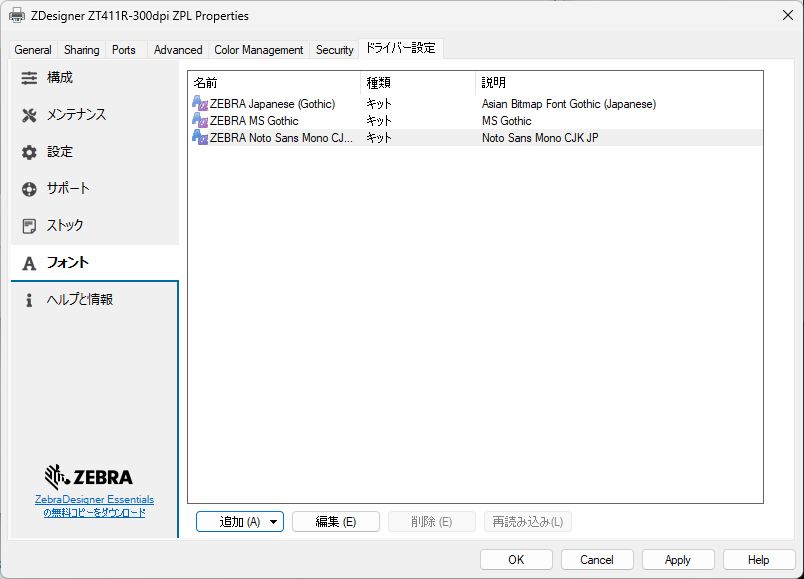 ZDesigner ZT411R-300dpi ZPL Properties
General Sharing Ports Advanced Color Management Security ドライバー設定
構成
メンテナンス
設定
サポート
ストック
フォント
ヘルプと情報
ZEBRA
ZebraDesigner Essentials
の無料コピーをダウンロード
名前 種類 説明
ZEBRA Japanese (Gothic) キット Asian Bitmap Font Gothic (Japanese)
ZEBRA MS Gothic キット MS Gothic
ZEBRA Noto Sans Mono CJ... キット Noto Sans Mono CJK JP
追加 (A) 編集 (E) 削除 (E) 再読み込み(L)
OK Cancel Apply Help